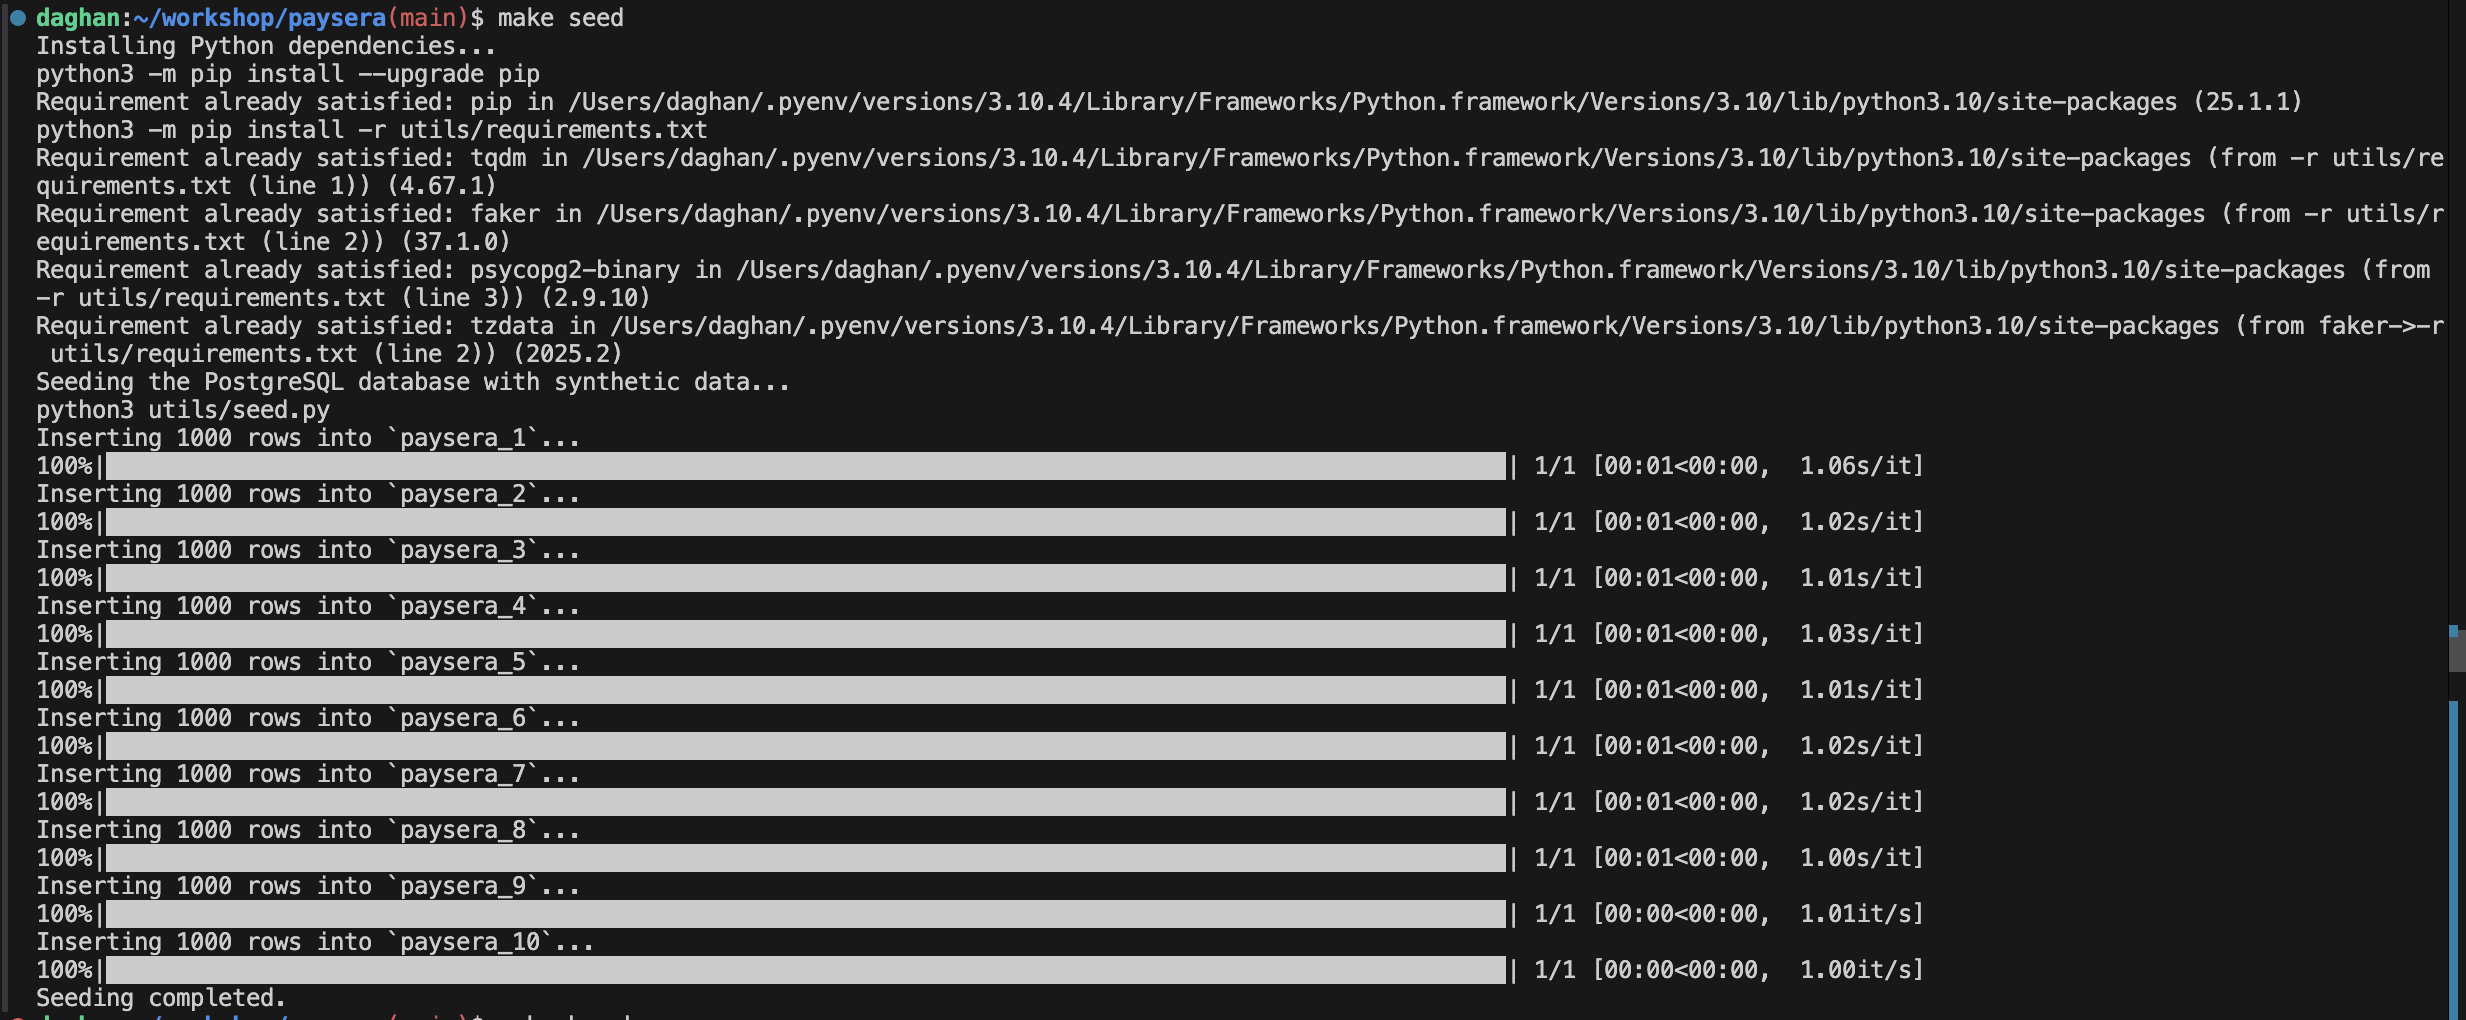 daghan:~/workshop/paysera(main)$ make seed
Installing Python dependencies...
python3 -m pip install --upgrade pip
Requirement already satisfied: pip in /Users/daghan/.pyenv/versions/3.10.4/Library/Frameworks/Python.framework/Versions/3.10/lib/python3.10/site-packages (25.1.1)
python3 -m pip install -r utils/requirements.txt
Requirement already satisfied: tqdm in /Users/daghan/.pyenv/versions/3.10.4/Library/Frameworks/Python.framework/Versions/3.10/lib/python3.10/site-packages (from -r utils/re
quirements.txt (line 1)) (4.67.1)
Requirement already satisfied: faker in /Users/daghan/.pyenv/versions/3.10.4/Library/Frameworks/Python.framework/Versions/3.10/lib/python3.10/site-packages (from -r utils/r
equirements.txt (line 2)) (37.1.0)
Requirement already satisfied: psycopg2-binary in /Users/daghan/.pyenv/versions/3.10.4/Library/Frameworks/Python.framework/Versions/3.10/lib/python3.10/site-packages (from
-r utils/requirements.txt (line 3)) (2.9.10)
Requirement already satisfied: tzdata in /Users/daghan/.pyenv/versions/3.10.4/Library/Frameworks/Python.framework/Versions/3.10/lib/python3.10/site-packages (from faker->-r
 utils/requirements.txt (line 2)) (2025.2)
Seeding the PostgreSQL database with synthetic data...
python3 utils/seed.py
Inserting 1000 rows into `paysera_1`...
100%| | 1/1 [00:01<00:00,  1.06s/it]
Inserting 1000 rows into `paysera_2`...
100%| | 1/1 [00:01<00:00,  1.02s/it]
Inserting 1000 rows into `paysera_3`...
100%| | 1/1 [00:01<00:00,  1.01s/it]
Inserting 1000 rows into `paysera_4`...
100%| | 1/1 [00:01<00:00,  1.03s/it]
Inserting 1000 rows into `paysera_5`...
100%| | 1/1 [00:01<00:00,  1.01s/it]
Inserting 1000 rows into `paysera_6`...
100%| | 1/1 [00:01<00:00,  1.02s/it]
Inserting 1000 rows into `paysera_7`...
100%| | 1/1 [00:01<00:00,  1.02s/it]
Inserting 1000 rows into `paysera_8`...
100%| | 1/1 [00:01<00:00,  1.00s/it]
Inserting 1000 rows into `paysera_9`...
100%| | 1/1 [00:00<00:00,  1.01it/s]
Inserting 1000 rows into `paysera_10`...
100%| | 1/1 [00:00<00:00,  1.00it/s]
Seeding completed.